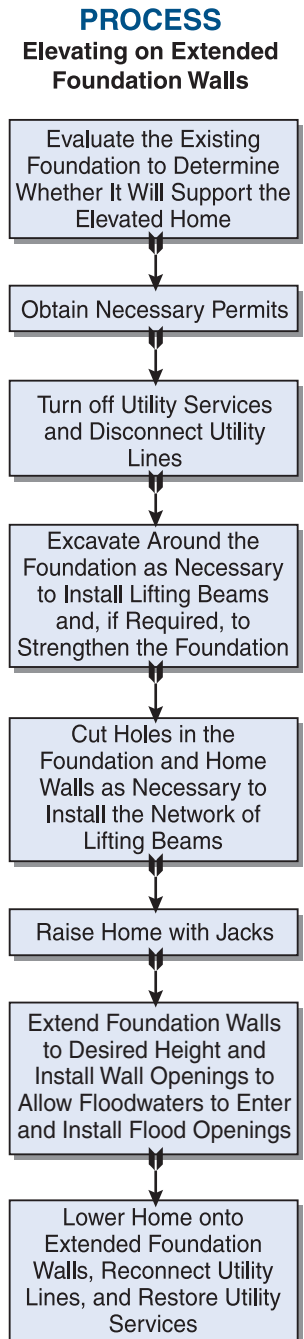 PROCESS
Elevating on Extended
Foundation Walls
Evaluate the Existing
Foundation to Determine
Whether It Will Support the
Elevated Home
Obtain Necessary Permits
Turn off Utility Services
and Disconnect Utility
Lines
Excavate Around the
Foundation as Necessary
to Install Lifting Beams
and, if Required, to
Strengthen the Foundation
Cut Holes in the
Foundation and Home
Walls as Necessary to
Install the Network of
Lifting Beams
Raise Home with Jacks
Extend Foundation Walls
to Desired Height and
Install Wall Openings to
Allow Floodwaters to Enter
and Install Flood Openings
Lower Home onto
Extended Foundation
Walls, Reconnect Utility
Lines, and Restore Utility
Services